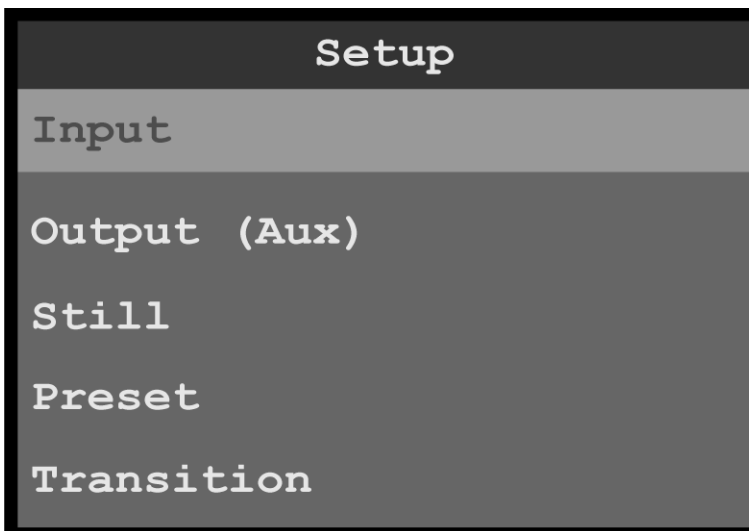 Setup
Input
Output (Aux)
Still
Preset
Transition